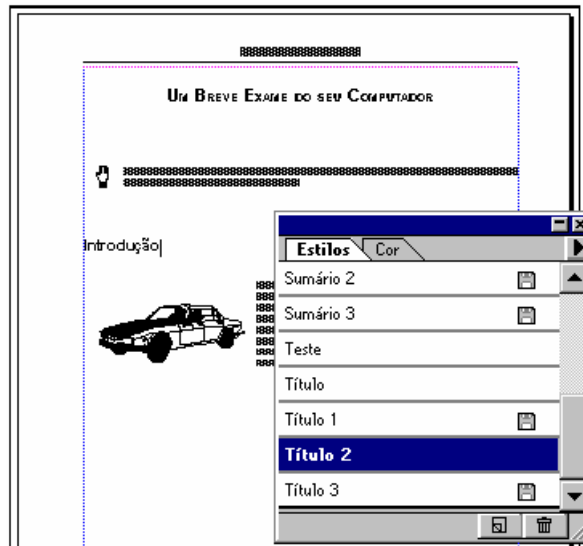 Um Breve Exame do seu Computador
Introdução
Estilos Cor
Sumário 2
Sumário 3
Teste
Título
Título 1
Título 2
Título 3